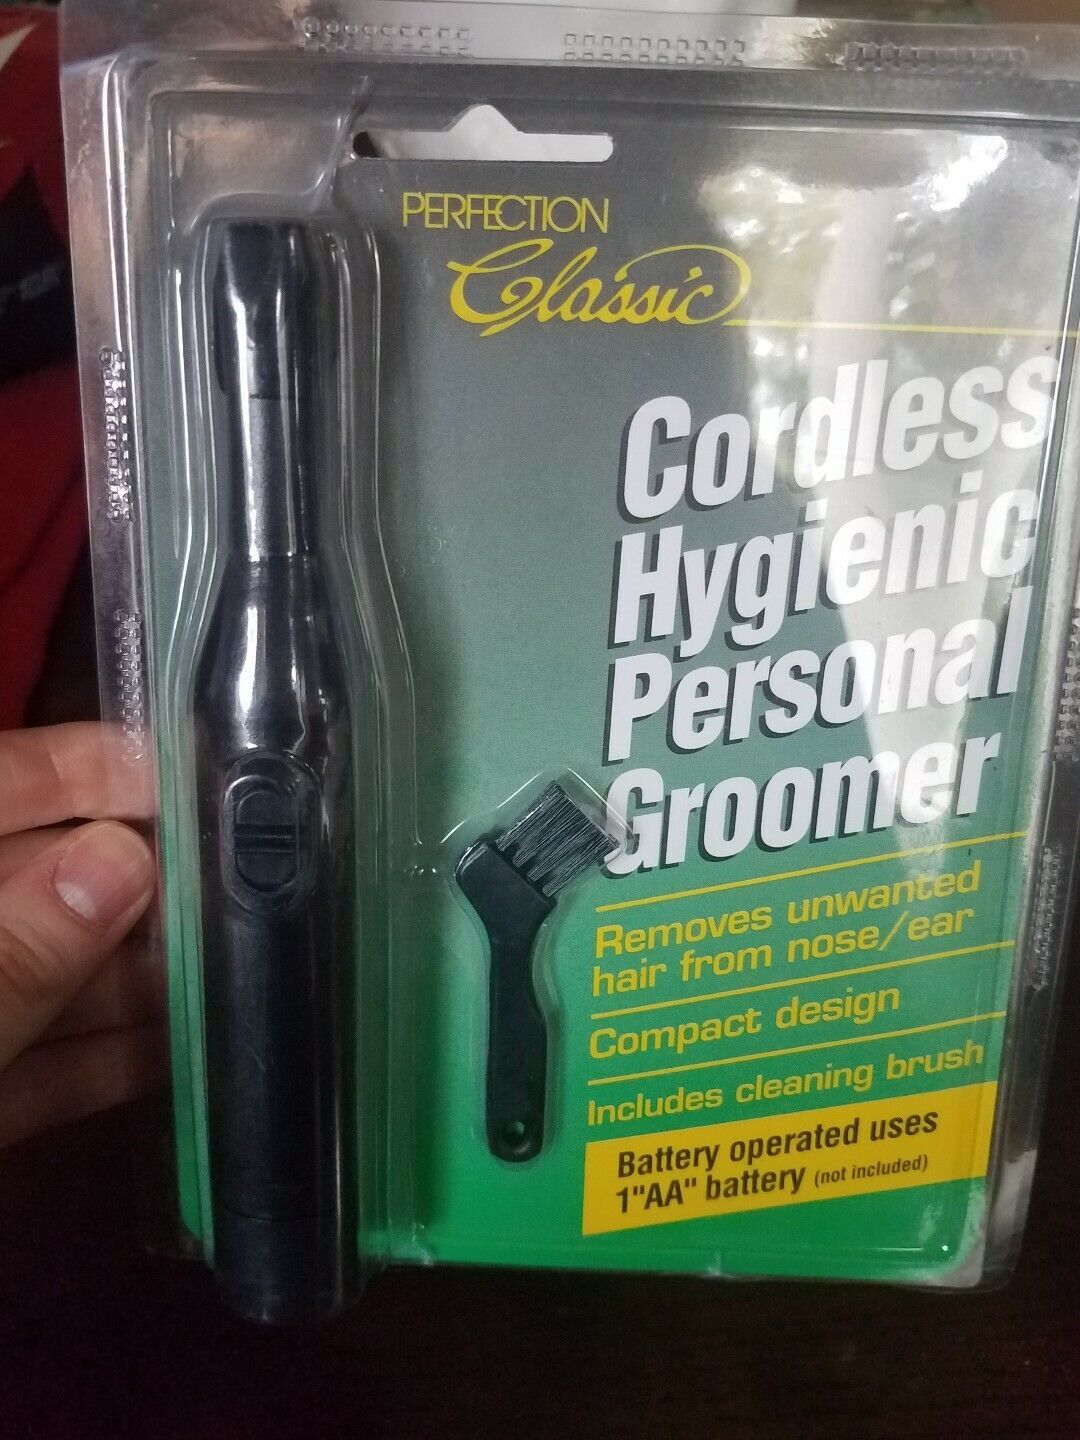 PERFECTION
Classic
Cordless
Hygienic
Personal
Groomer
Removes unwanted
hair from nose/ear
Compact design
Includes cleaning brush
Battery operated uses
1"AA" battery (not included)